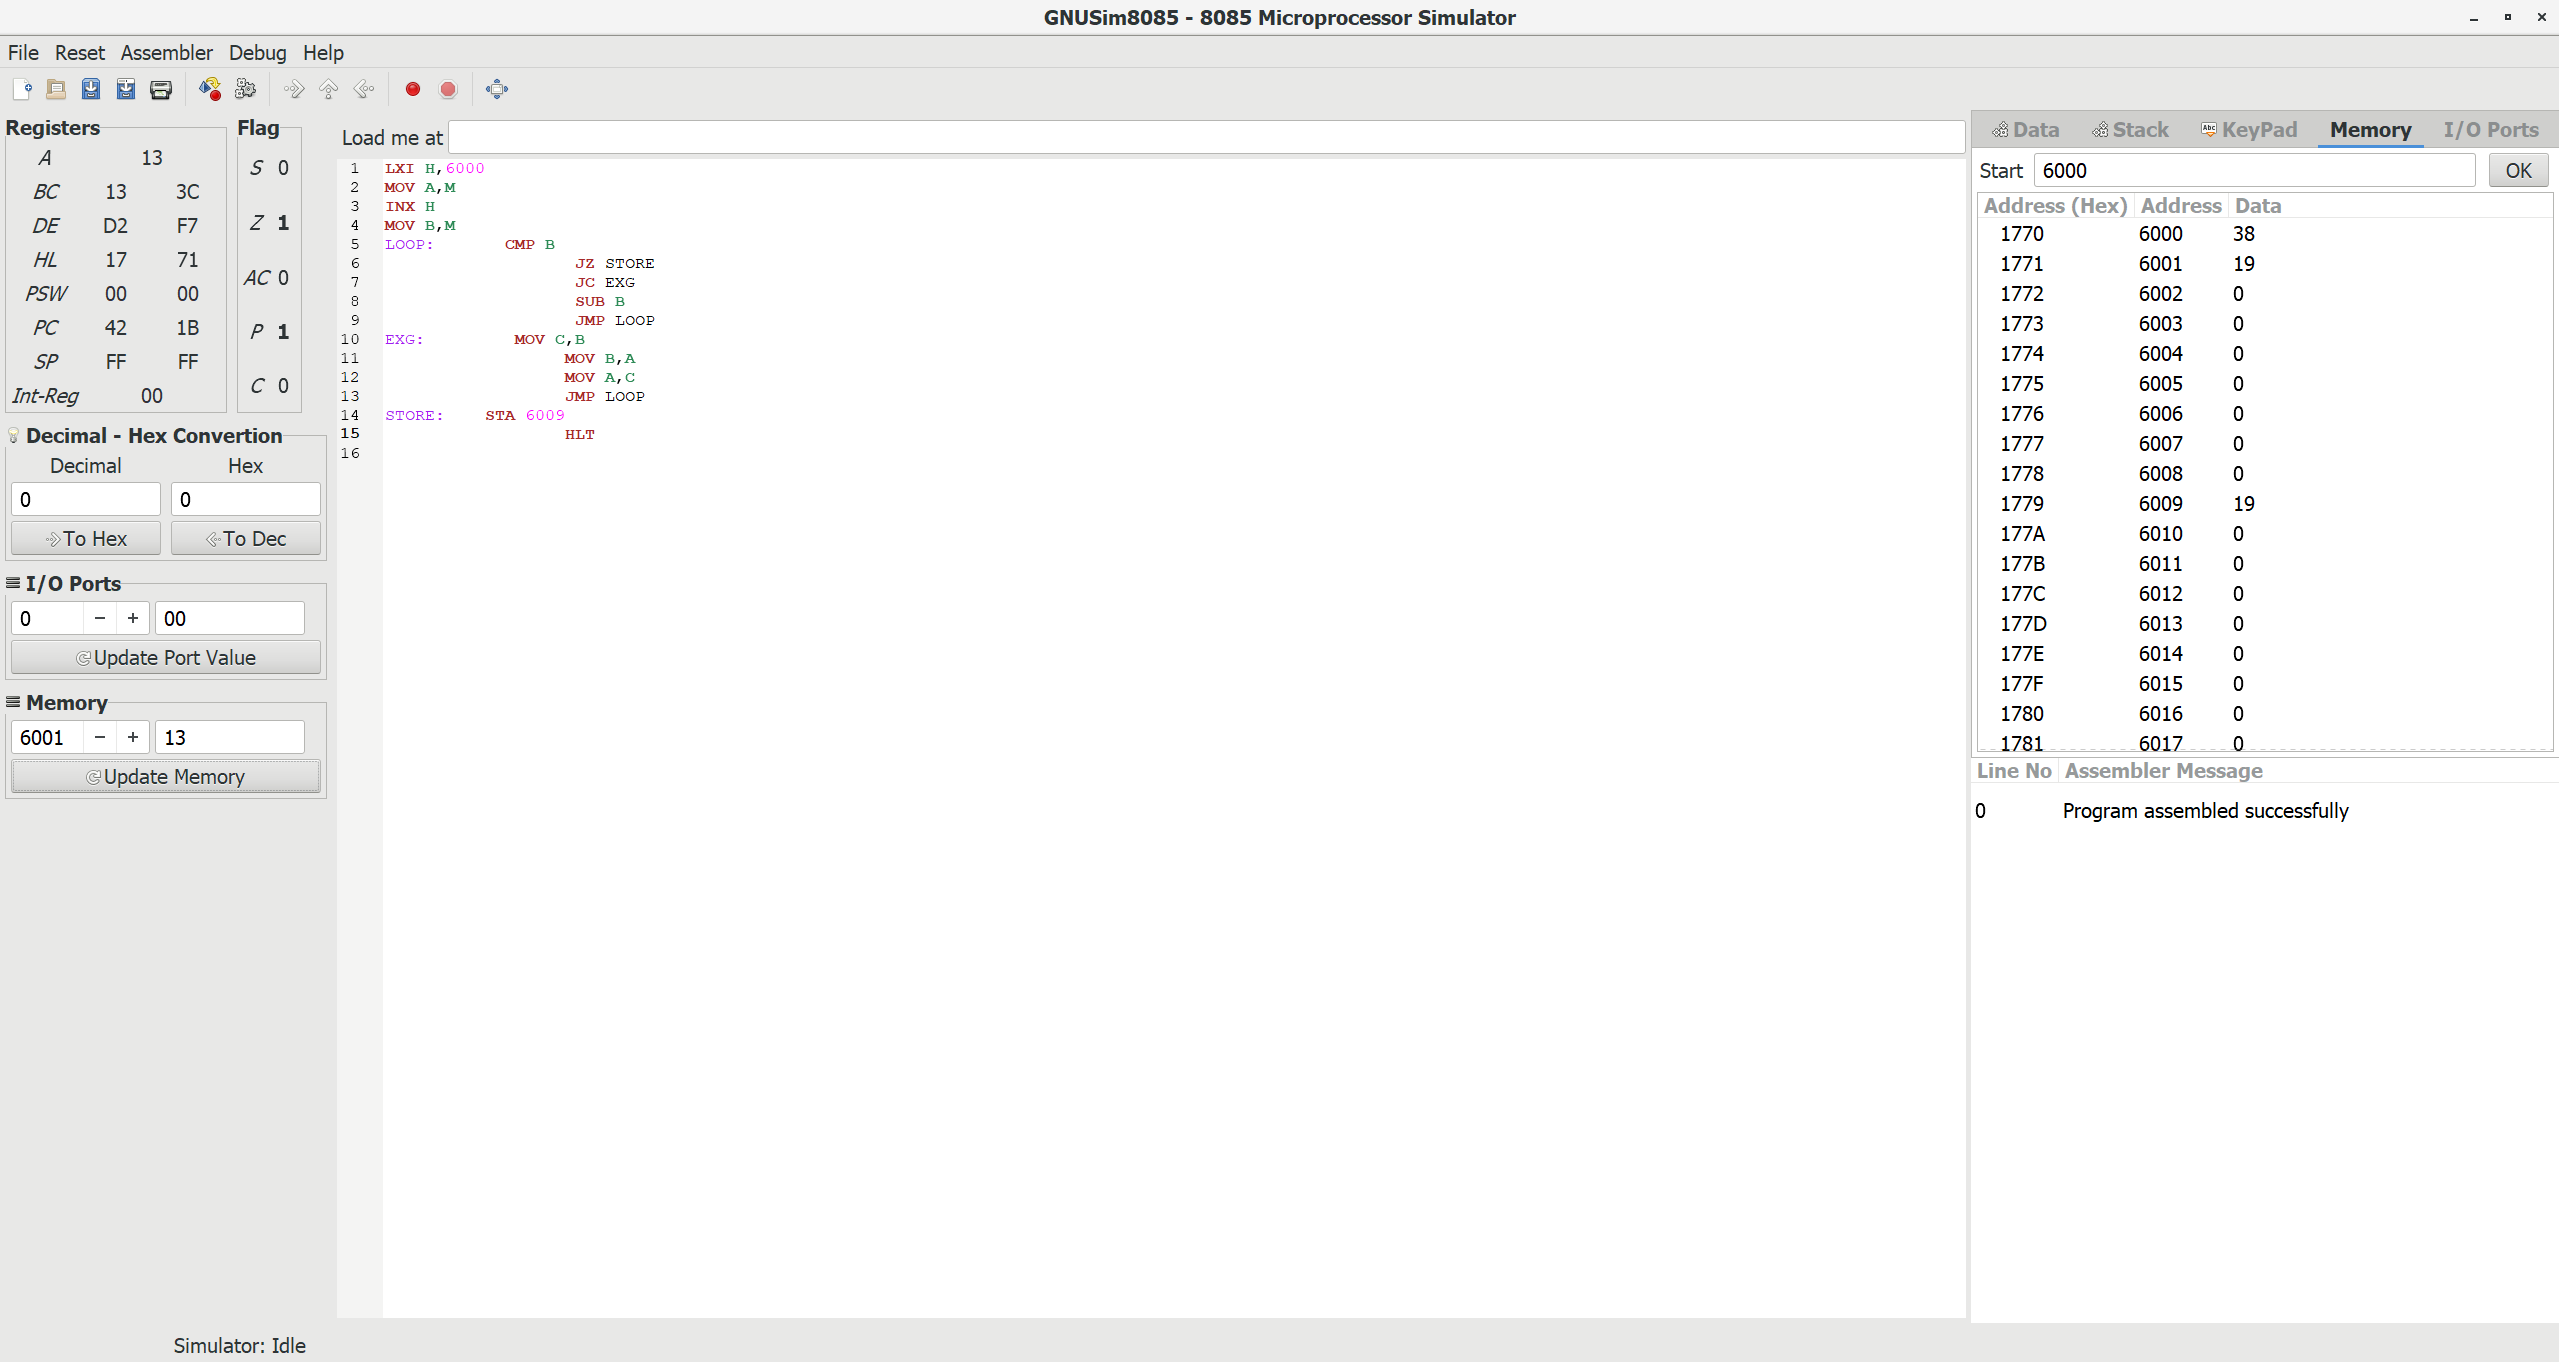 GNUSim8085 - 8085 Microprocessor Simulator
File Reset Assembler Debug Help
Registers
A 13
BC 13 3C
DE D2 F7
HL 17 71
PSW 00 00
PC 42 1B
SP FF FF
Int-Reg 00
Flag
S 0
Z 1
AC 0
P 1
C 0
Decimal - Hex Convertion
Decimal Hex
0 0
To Hex To Dec
I/O Ports
0 − + 00
Update Port Value
Memory
6001 − + 13
Update Memory
Load me at
1 LXI H,6000
2 MOV A,M
3 INX H
4 MOV B,M
5 LOOP: CMP B
6 JZ STORE
7 JC EXG
8 SUB B
9 JMP LOOP
10 EXG: MOV C,B
11 MOV B,A
12 MOV A,C
13 JMP LOOP
14 STORE: STA 6009
15 HLT
16
Data Stack KeyPad Memory I/O Ports
Start 6000 OK
Address (Hex) Address Data
1770 6000 38
1771 6001 19
1772 6002 0
1773 6003 0
1774 6004 0
1775 6005 0
1776 6006 0
1777 6007 0
1778 6008 0
1779 6009 19
177A 6010 0
177B 6011 0
177C 6012 0
177D 6013 0
177E 6014 0
177F 6015 0
1780 6016 0
1781 6017 0
Line No Assembler Message
0 Program assembled successfully
Simulator: Idle